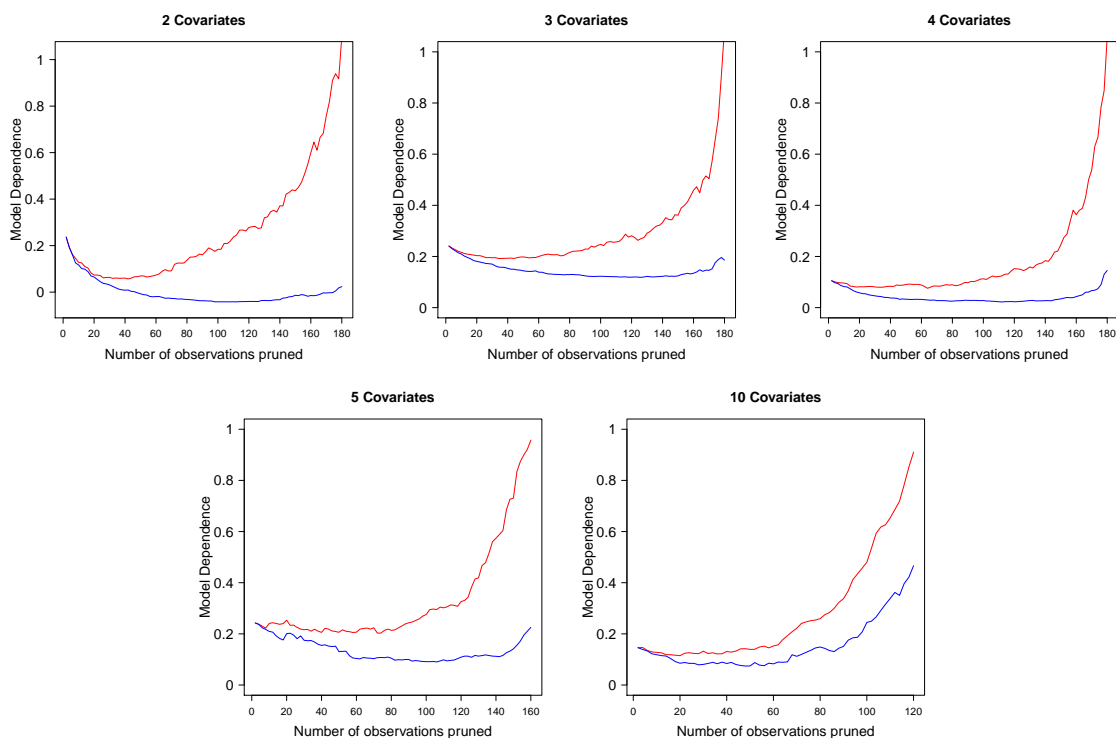 2 Covariates
Model Dependence
1
0.8
0.6
0.4
0.2
0
0 20 40 60 80 100 120 140 160 180
Number of observations pruned
3 Covariates
Model Dependence
1
0.8
0.6
0.4
0.2
0
0 20 40 60 80 100 120 140 160 180
Number of observations pruned
4 Covariates
Model Dependence
1
0.8
0.6
0.4
0.2
0
0 20 40 60 80 100 120 140 160 180
Number of observations pruned
5 Covariates
Model Dependence
1
0.8
0.6
0.4
0.2
0
0 20 40 60 80 100 120 140 160
Number of observations pruned
10 Covariates
Model Dependence
1
0.8
0.6
0.4
0.2
0
0 20 40 60 80 100 120
Number of observations pruned